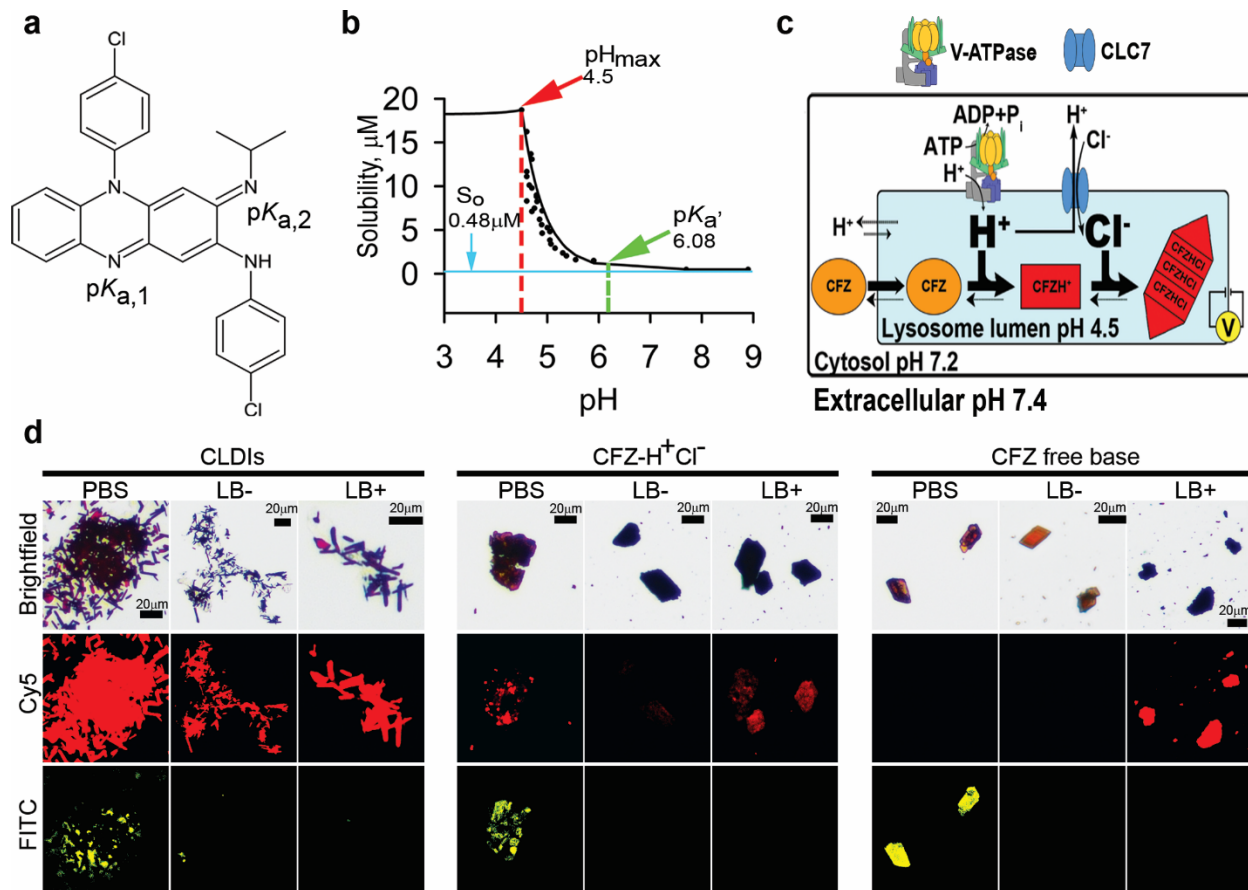 a
Cl
N
N
pKa,2
N
pKa,1
NH
Cl
b
Solubility, μM
20
15
10
5
0
pHmax
4.5
So
0.48μM
pKa'
6.08
3 4 5 6 7 8 9
pH
c
V-ATPase
CLC7
ADP+Pi
ATP
H+
H+
Cl-
H+
H+
Cl-
CFZ
CFZ
CFZH+
CFZHCl
CFZHCl
CFZHCl
CFZHCl
V
Lysosome lumen pH 4.5
Cytosol pH 7.2
Extracellular pH 7.4
d
CLDIs
CFZ-H+Cl-
CFZ free base
PBS LB- LB+
PBS LB- LB+
PBS LB- LB+
Brightfield
20μm
20μm
20μm
20μm
20μm
20μm
20μm
20μm
20μm
Cy5
FITC